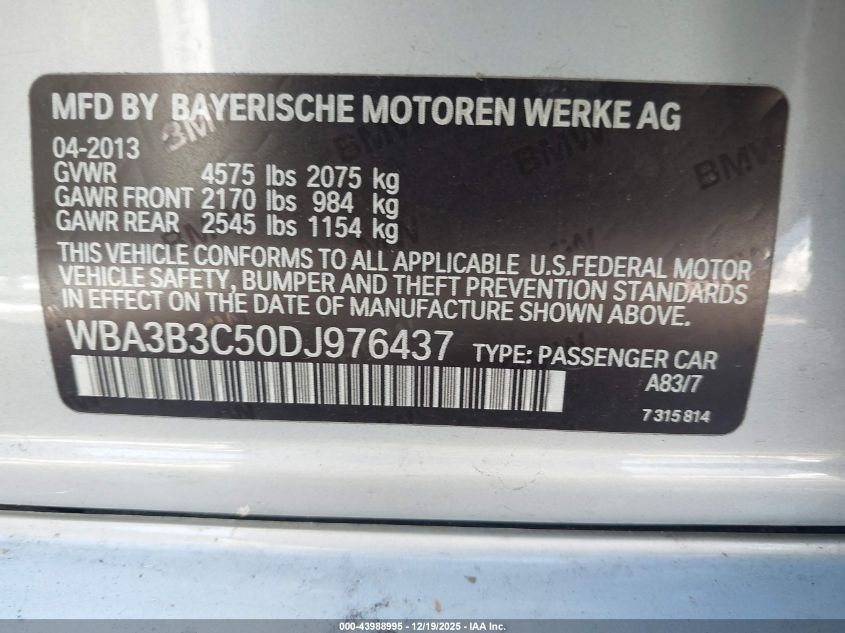 MFD BY BAYERISCHE MOTOREN WERKE AG
04-2013
GVWR 4575 lbs 2075 kg
GAWR FRONT 2170 lbs 984 kg
GAWR REAR 2545 lbs 1154 kg
THIS VEHICLE CONFORMS TO ALL APPLICABLE U.S.FEDERAL MOTOR
VEHICLE SAFETY, BUMPER AND THEFT PREVENTION STANDARDS
IN EFFECT ON THE DATE OF MANUFACTURE SHOWN ABOVE.
WBA3B3C50DJ976437 TYPE: PASSENGER CAR
A83/7
7 315 814
BMW
BMW
BMW
000-43988995 - 12/19/2025 - IAA Inc.